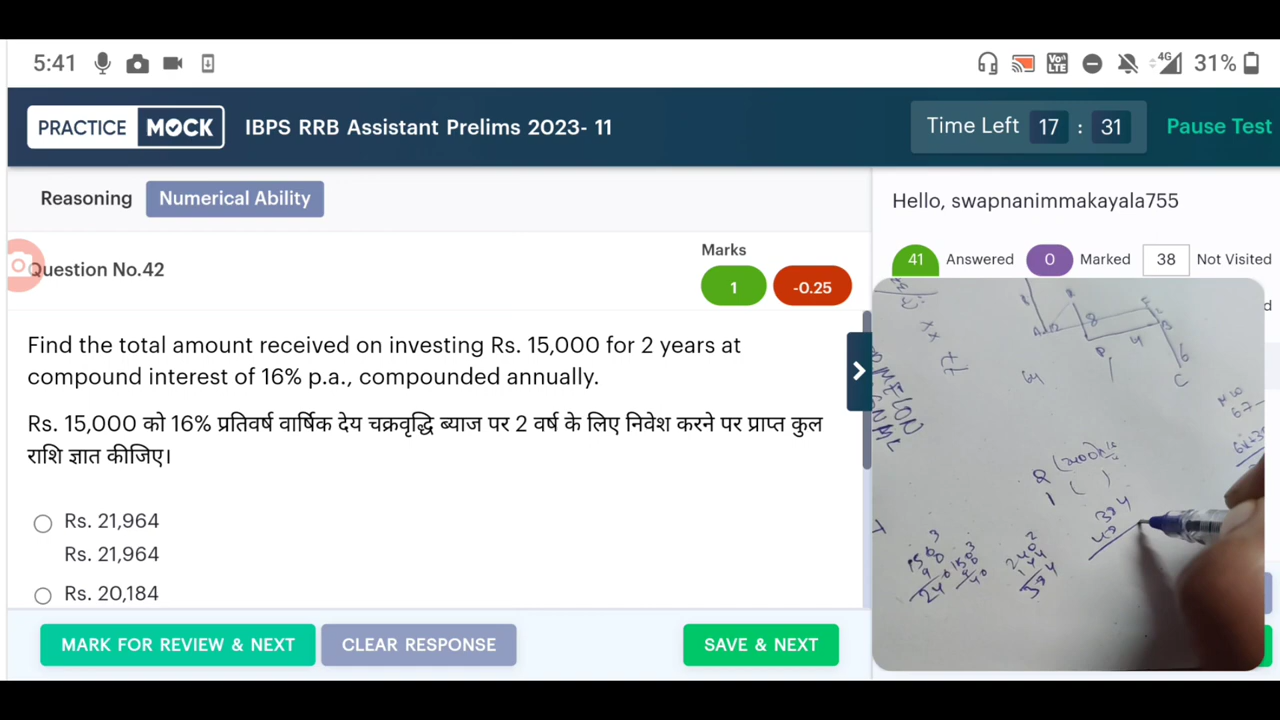 5:41
Vo)) LTE
4G
31%
PRACTICE MOCK
IBPS RRB Assistant Prelims 2023- 11
Time Left 17 : 31
Pause Test
Reasoning
Numerical Ability
Hello, swapnanimmakayala755
Question No.42
Marks
1
-0.25
41 Answered
0 Marked
38 Not Visited
Find the total amount received on investing Rs. 15,000 for 2 years at
compound interest of 16% p.a., compounded annually.
Rs. 15,000 को 16% प्रतिवर्ष वार्षिक देय चक्रवृद्धि ब्याज पर 2 वर्ष के लिए निवेश करने पर प्राप्त कुल
राशि ज्ञात कीजिए।
Rs. 21,964
Rs. 21,964
Rs. 20,184
MARK FOR REVIEW & NEXT
CLEAR RESPONSE
SAVE & NEXT